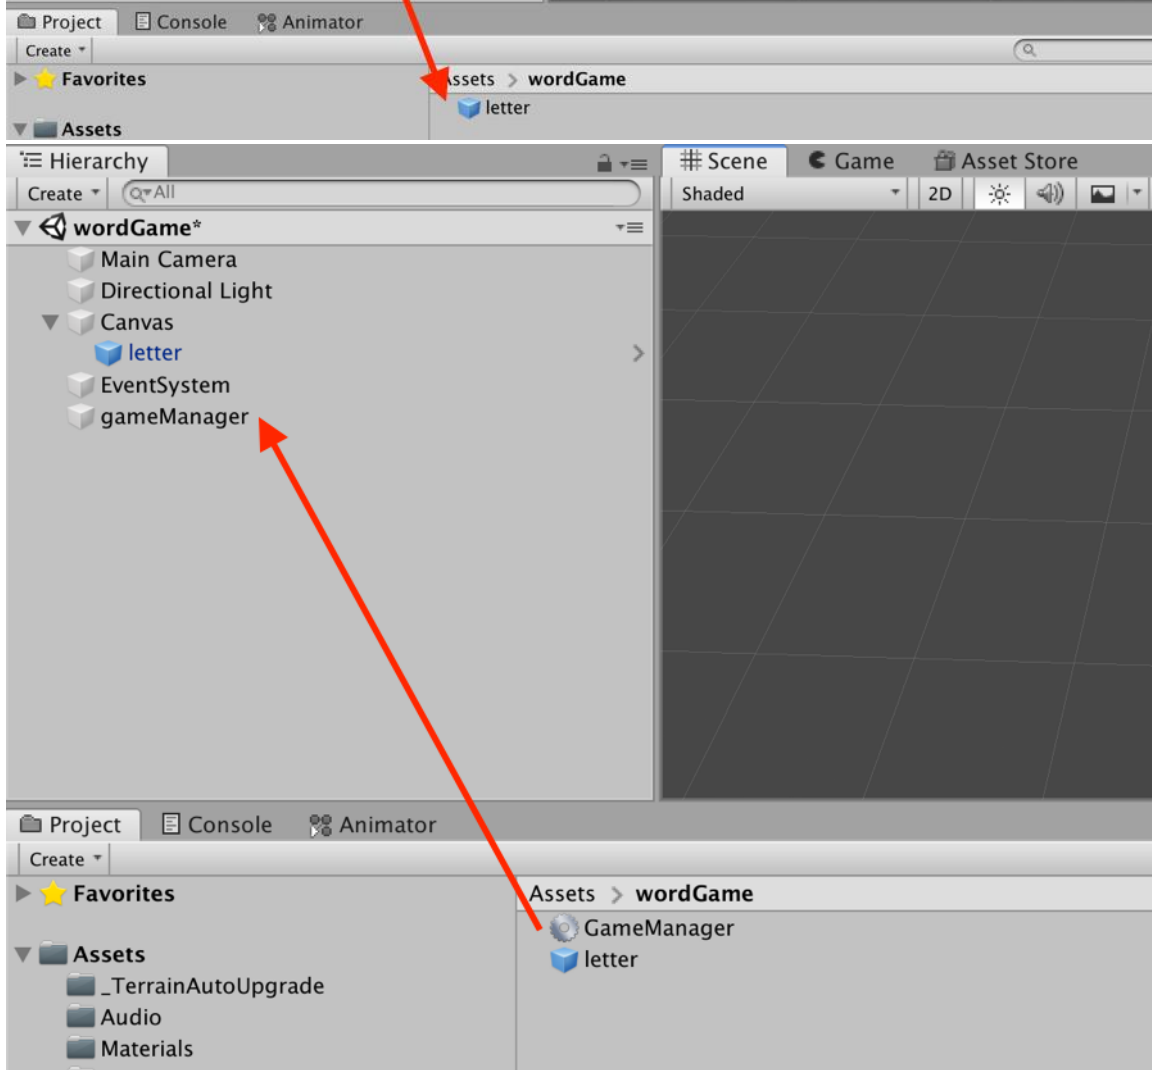 Project Console Animator
Create
Favorites Assets > wordGame
letter
Assets
Hierarchy Scene Game Asset Store
Create All Shaded 2D
wordGame*
Main Camera
Directional Light
Canvas
letter
EventSystem
gameManager
Project Console Animator
Create
Favorites Assets > wordGame
GameManager
Assets letter
_TerrainAutoUpgrade
Audio
Materials